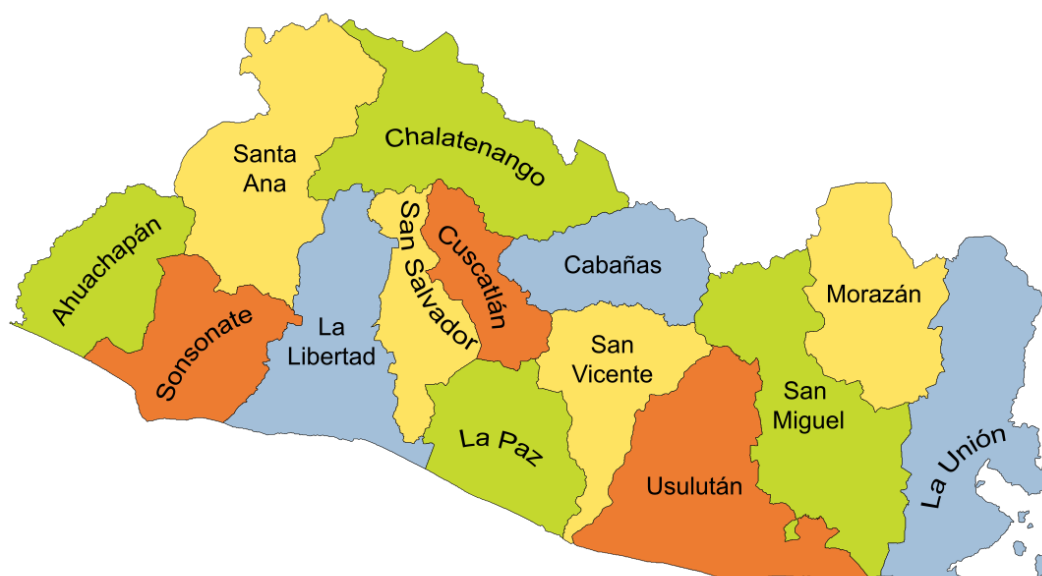 Chalatenango
Santa
Ana
Ahuachapán
San Salvador
Cuscatlán
Cabañas
Morazán
Sonsonate
La
Libertad
San
Vicente
San
Miguel
La Paz
Usulután
La Unión